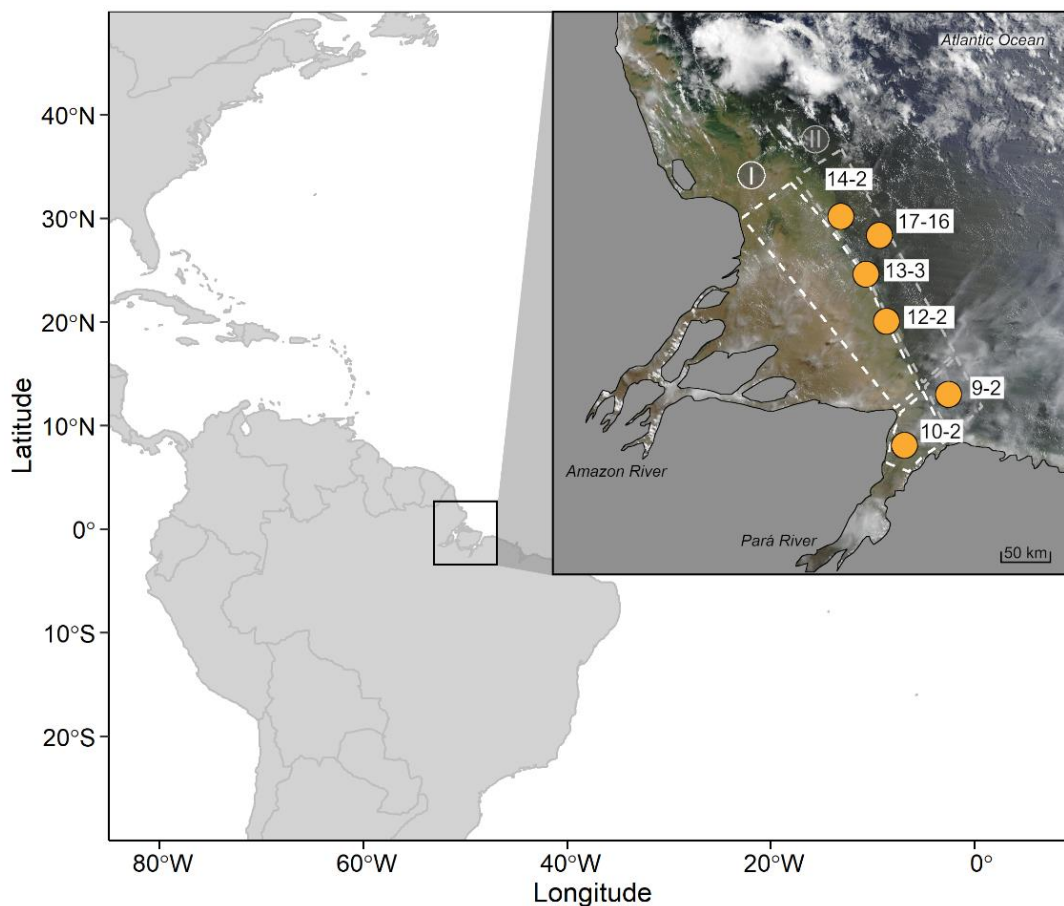 Atlantic Ocean
II
I
14-2
17-16
13-3
12-2
9-2
10-2
Amazon River
Pará River
50 km
40°N
30°N
20°N
10°N
0°
10°S
20°S
Latitude
80°W
60°W
40°W
20°W
0°
Longitude